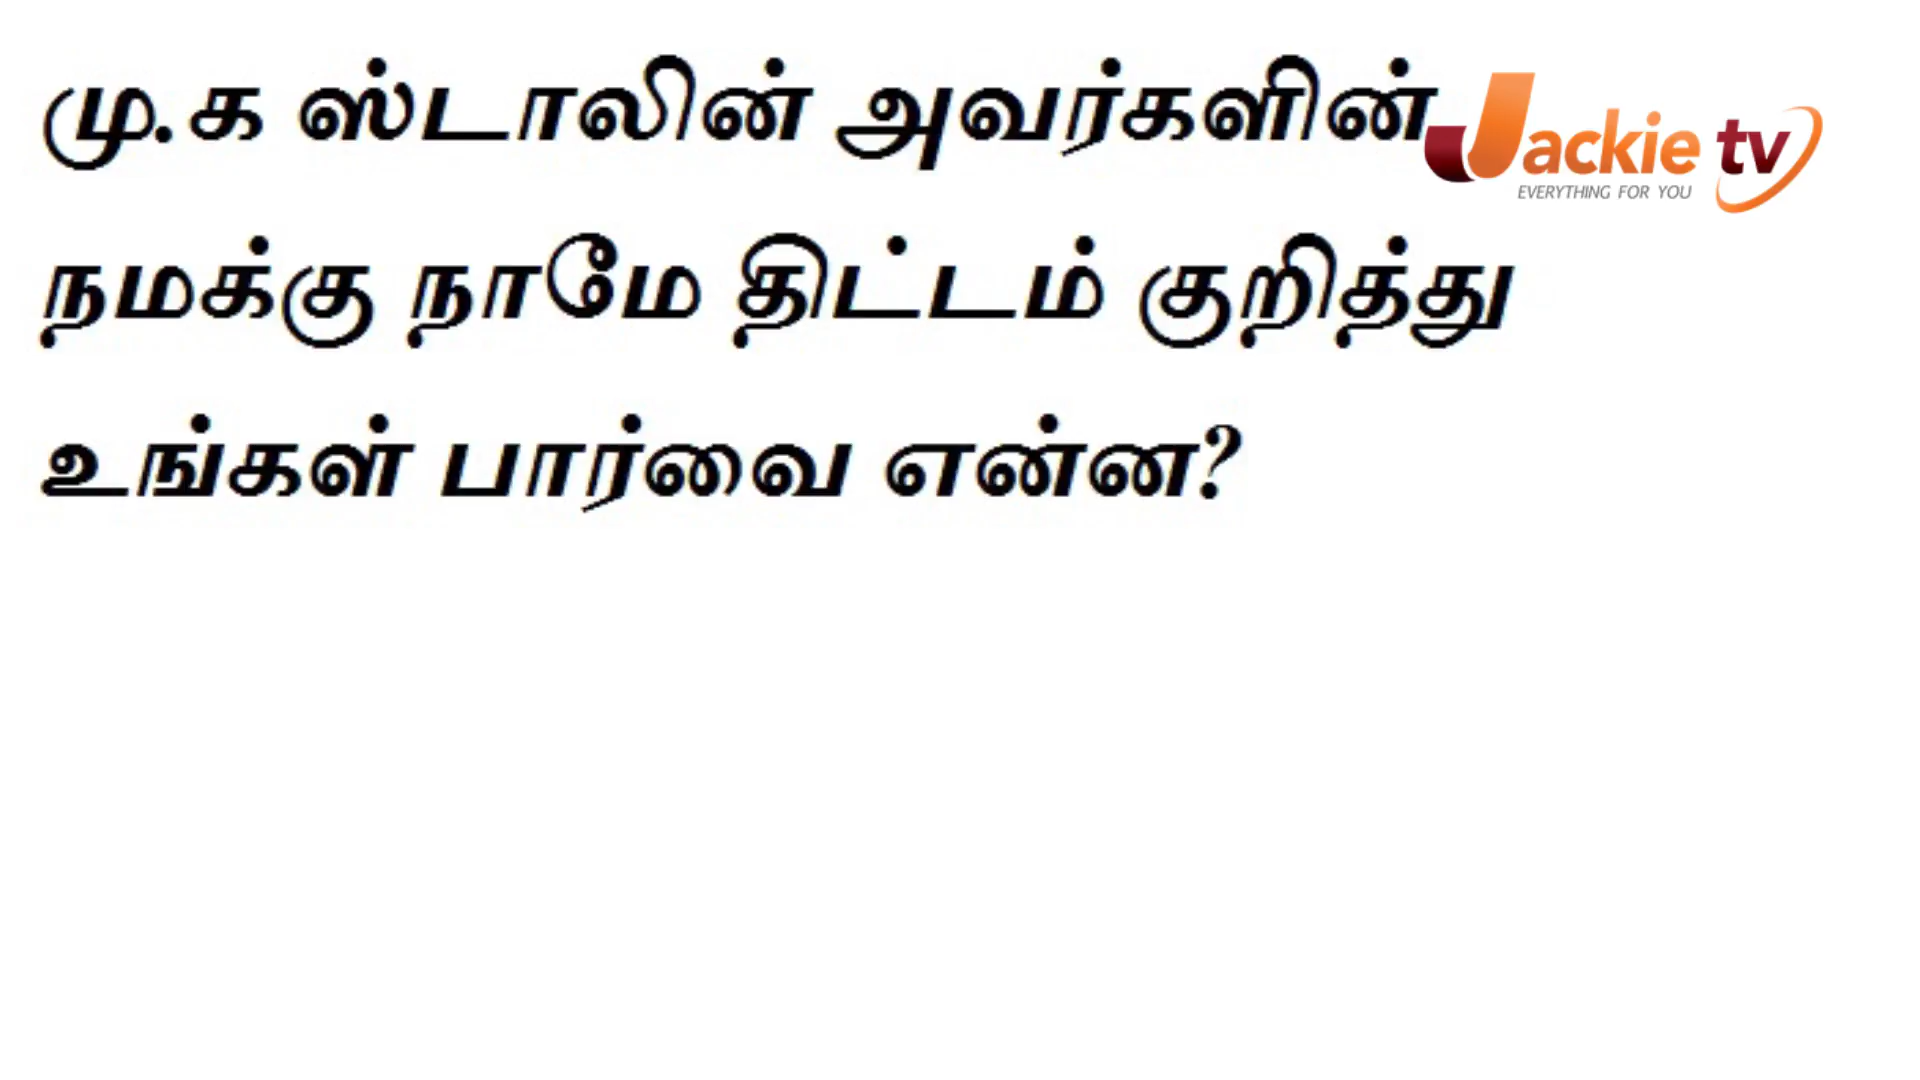 மு.க ஸ்டாலின் அவர்களின்
Jackie tv
EVERYTHING FOR YOU
நமக்கு நாமே திட்டம் குறித்து
உங்கள் பார்வை என்ன?